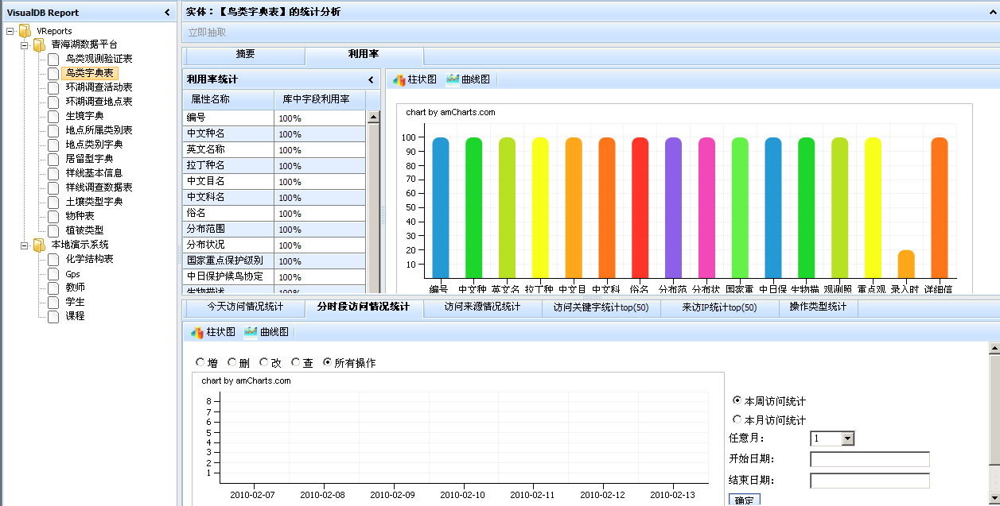 VisualDB Report
VReports
青海湖数据平台
鸟类观测验证表
鸟类字典表
环湖调查活动表
环湖调查地点表
生境字典
地点所属类别表
地点类别字典
居留型字典
样线基本信息
样线调查数据表
土壤类型字典
物种表
植被类型
本地演示系统
化学结构表
Gps
教师
学生
课程
实体：【鸟类字典表】的统计分析
立即抽取
摘要 利用率
利用率统计
属性名称 库中字段利用率
编号 100%
中文种名 100%
英文名称 100%
拉丁种名 100%
中文目名 100%
中文科名 100%
俗名 100%
分布范围 100%
分布状况 100%
国家重点保护级别 100%
中日保护候鸟协定 100%
生物描述 100%
柱状图 曲线图
chart by amCharts.com
100
90
80
70
60
50
40
30
20
10
编号 中文种 英文名 拉丁种 中文目 中文科 俗名 分布范 分布状 国家重 中日保 生物描 观测照 重点观 录入时 详细信
今天访问情况统计 分时段访问情况统计 访问来源情况统计 访问关键字统计top(50) 来访IP统计top(50) 操作类型统计
柱状图 曲线图
增 删 改 查 所有操作
chart by amCharts.com
8
7
6
5
4
3
2
1
2010-02-07 2010-02-08 2010-02-09 2010-02-10 2010-02-11 2010-02-12 2010-02-13
本周访问统计
本月访问统计
任意月： 1
开始日期：
结束日期：
确定